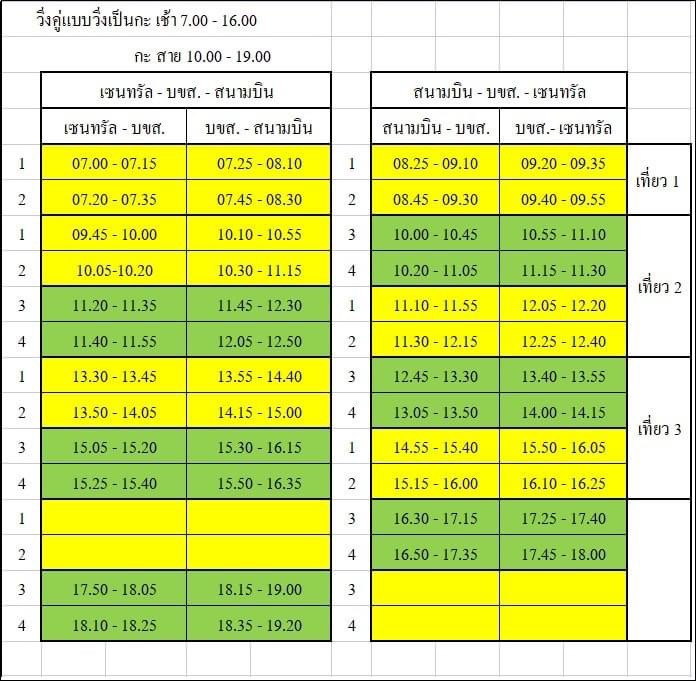 วิ่งคู่แบบวิ่งเป็นกะ เช้า 7.00 - 16.00
กะ สาย 10.00 - 19.00
เซนทรัล - บขส. - สนามบิน สนามบิน - บขส. - เซนทรัล
เซนทรัล - บขส. บขส. - สนามบิน สนามบิน - บขส. บขส.- เซนทรัล
1 07.00 - 07.15 07.25 - 08.10 1 08.25 - 09.10 09.20 - 09.35
เที่ยว 1
2 07.20 - 07.35 07.45 - 08.30 2 08.45 - 09.30 09.40 - 09.55
1 09.45 - 10.00 10.10 - 10.55 3 10.00 - 10.45 10.55 - 11.10
2 10.05-10.20 10.30 - 11.15 4 10.20 - 11.05 11.15 - 11.30
เที่ยว 2
3 11.20 - 11.35 11.45 - 12.30 1 11.10 - 11.55 12.05 - 12.20
4 11.40 - 11.55 12.05 - 12.50 2 11.30 - 12.15 12.25 - 12.40
1 13.30 - 13.45 13.55 - 14.40 3 12.45 - 13.30 13.40 - 13.55
2 13.50 - 14.05 14.15 - 15.00 4 13.05 - 13.50 14.00 - 14.15
เที่ยว 3
3 15.05 - 15.20 15.30 - 16.15 1 14.55 - 15.40 15.50 - 16.05
4 15.25 - 15.40 15.50 - 16.35 2 15.15 - 16.00 16.10 - 16.25
1 3 16.30 - 17.15 17.25 - 17.40
2 4 16.50 - 17.35 17.45 - 18.00
3 17.50 - 18.05 18.15 - 19.00 3
4 18.10 - 18.25 18.35 - 19.20 4